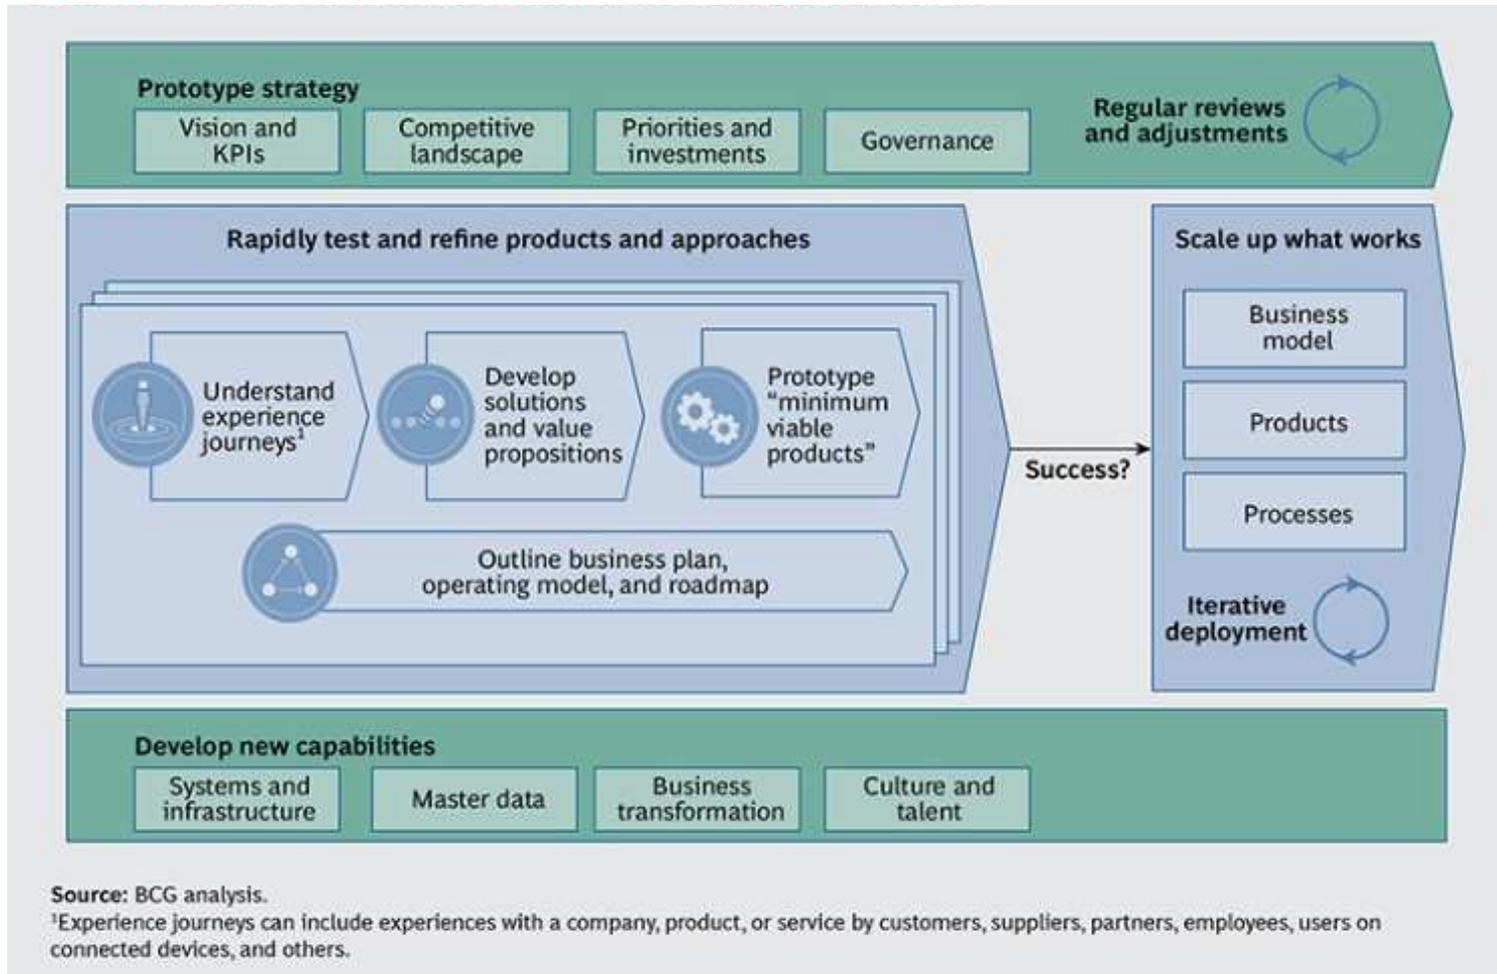 Prototype strategy
Vision and
KPIs
Competitive
landscape
Priorities and
investments
Governance
Regular reviews
and adjustments
Rapidly test and refine products and approaches
Understand
experience
journeys¹
Develop
solutions
and value
propositions
Prototype
“minimum
viable
products”
Outline business plan,
operating model, and roadmap
Success?
Scale up what works
Business
model
Products
Processes
Iterative
deployment
Develop new capabilities
Systems and
infrastructure
Master data
Business
transformation
Culture and
talent
Source: BCG analysis.
¹Experience journeys can include experiences with a company, product, or service by customers, suppliers, partners, employees, users on
connected devices, and others.